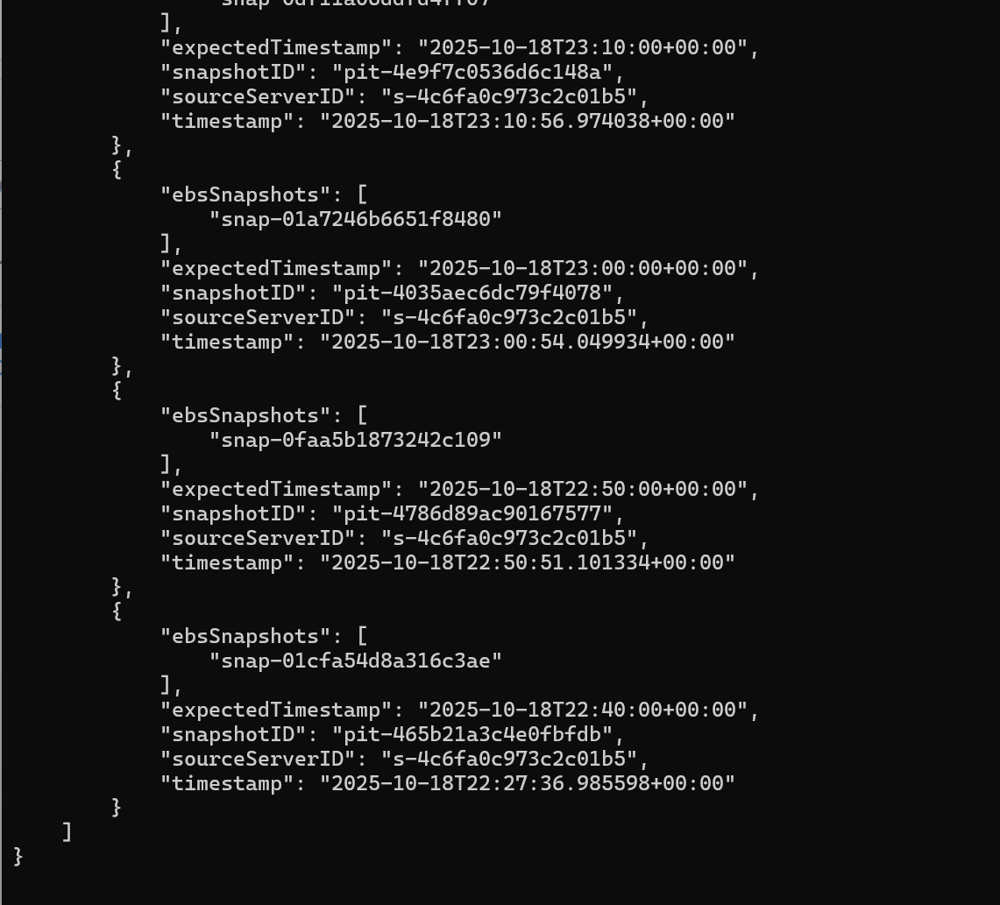 ],
"expectedTimestamp": "2025-10-18T23:10:00+00:00",
"snapshotID": "pit-4e9f7c0536d6c148a",
"sourceServerID": "s-4c6fa0c973c2c01b5",
"timestamp": "2025-10-18T23:10:56.974038+00:00"
},
{
"ebsSnapshots": [
"snap-01a7246b6651f8480"
],
"expectedTimestamp": "2025-10-18T23:00:00+00:00",
"snapshotID": "pit-4035aec6dc79f4078",
"sourceServerID": "s-4c6fa0c973c2c01b5",
"timestamp": "2025-10-18T23:00:54.049934+00:00"
},
{
"ebsSnapshots": [
"snap-0faa5b1873242c109"
],
"expectedTimestamp": "2025-10-18T22:50:00+00:00",
"snapshotID": "pit-4786d89ac90167577",
"sourceServerID": "s-4c6fa0c973c2c01b5",
"timestamp": "2025-10-18T22:50:51.101334+00:00"
},
{
"ebsSnapshots": [
"snap-01cfa54d8a316c3ae"
],
"expectedTimestamp": "2025-10-18T22:40:00+00:00",
"snapshotID": "pit-465b21a3c4e0fbfdb",
"sourceServerID": "s-4c6fa0c973c2c01b5",
"timestamp": "2025-10-18T22:27:36.985598+00:00"
}
]
}